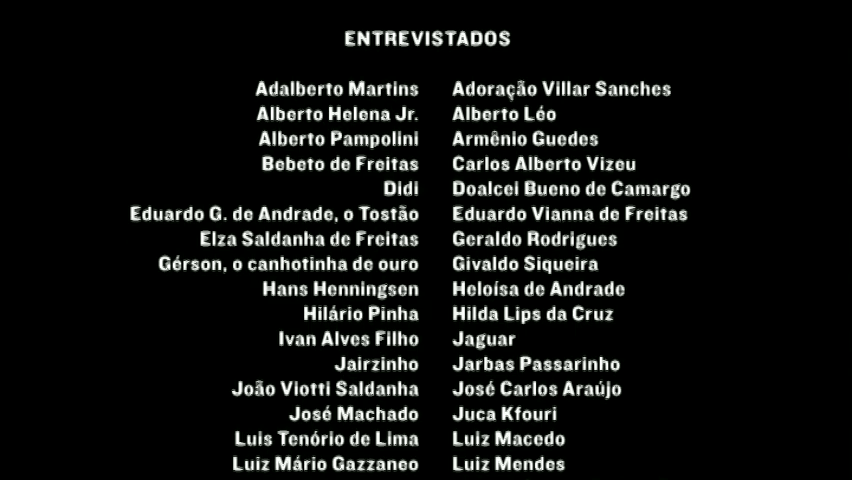 ENTREVISTADOS
Adalberto Martins Adoração Villar Sanches
Alberto Helena Jr. Alberto Léo
Alberto Pampolini Armênio Guedes
Bebeto de Freitas Carlos Alberto Vizeu
Didi Doalcei Bueno de Camargo
Eduardo G. de Andrade, o Tostão Eduardo Vianna de Freitas
Elza Saldanha de Freitas Geraldo Rodrigues
Gérson, o canhotinha de ouro Givaldo Siqueira
Hans Henningsen Heloísa de Andrade
Hilário Pinha Hilda Lips da Cruz
Ivan Alves Filho Jaguar
Jairzinho Jarbas Passarinho
João Viotti Saldanha José Carlos Araújo
José Machado Juca Kfouri
Luis Tenório de Lima Luiz Macedo
Luiz Mário Gazzaneo Luiz Mendes